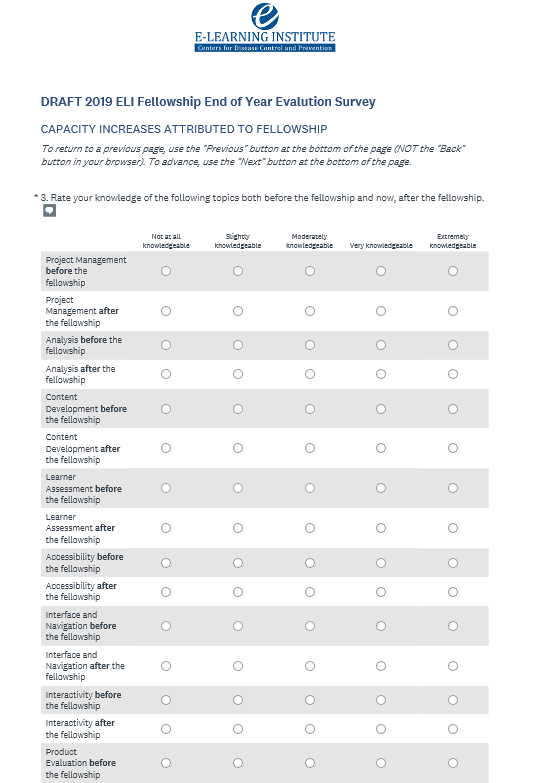 e
E-LEARNING INSTITUTE
Centers for Disease Control and Prevention
DRAFT 2019 ELI Fellowship End of Year Evalution Survey
CAPACITY INCREASES ATTRIBUTED TO FELLOWSHIP
To return to a previous page, use the "Previous" button at the bottom of the page (NOT the "Back"
button in your browser). To advance, use the "Next" button at the bottom of the page.
* 3. Rate your knowledge of the following topics both before the fellowship and now, after the fellowship.
Not at all
knowledgeable
Slightly
knowledgeable
Moderately
knowledgeable
Very knowledgeable
Extremely
knowledgeable
Project Management
before the
fellowship
Project
Management after
the fellowship
Analysis before the
fellowship
Analysis after the
fellowship
Content
Development before
the fellowship
Content
Development after
the fellowship
Learner
Assessment before
the fellowship
Learner
Assessment after
the fellowship
Accessibility before
the fellowship
Accessibility after
the fellowship
Interface and
Navigation before
the fellowship
Interface and
Navigation after the
fellowship
Interactivity before
the fellowship
Interactivity after
the fellowship
Product
Evaluation before
the fellowship